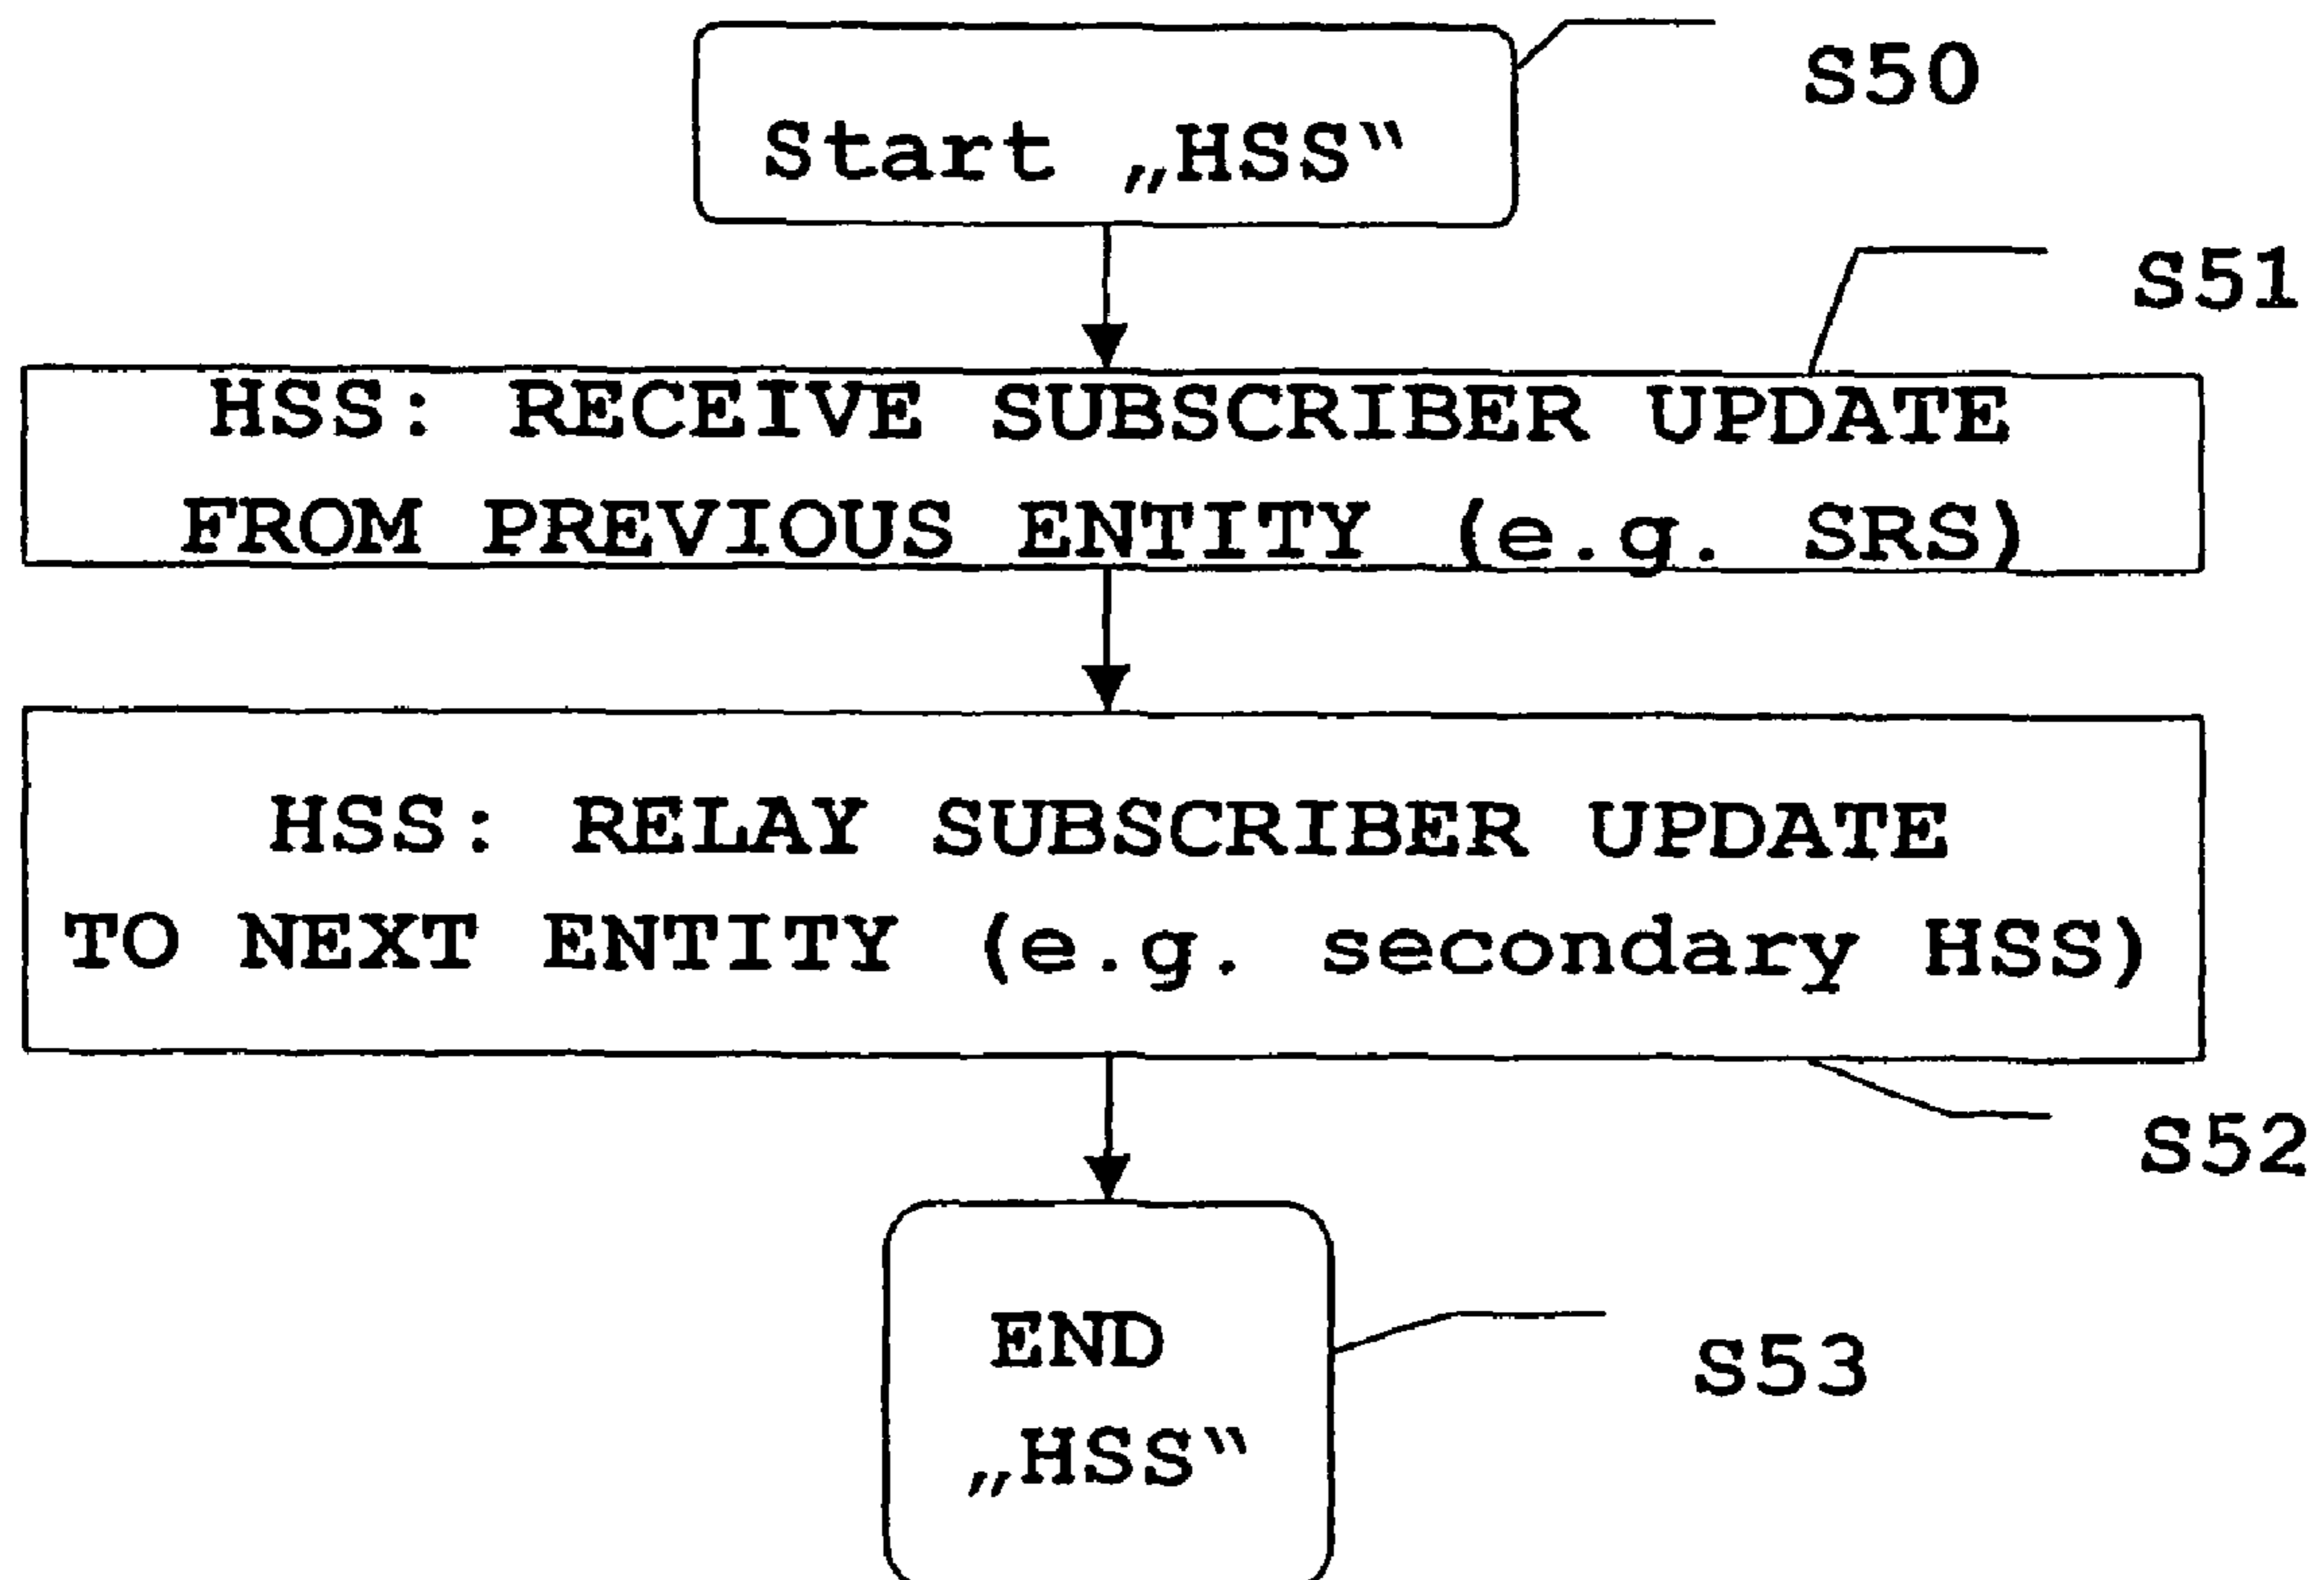 S50
Start „HSS“
S51
HSS: RECEIVE SUBSCRIBER UPDATE
FROM PREVIOUS ENTITY (e.g. SRS)
HSS: RELAY SUBSCRIBER UPDATE
TO NEXT ENTITY (e.g. secondary HSS)
S52
END
„HSS“
S53